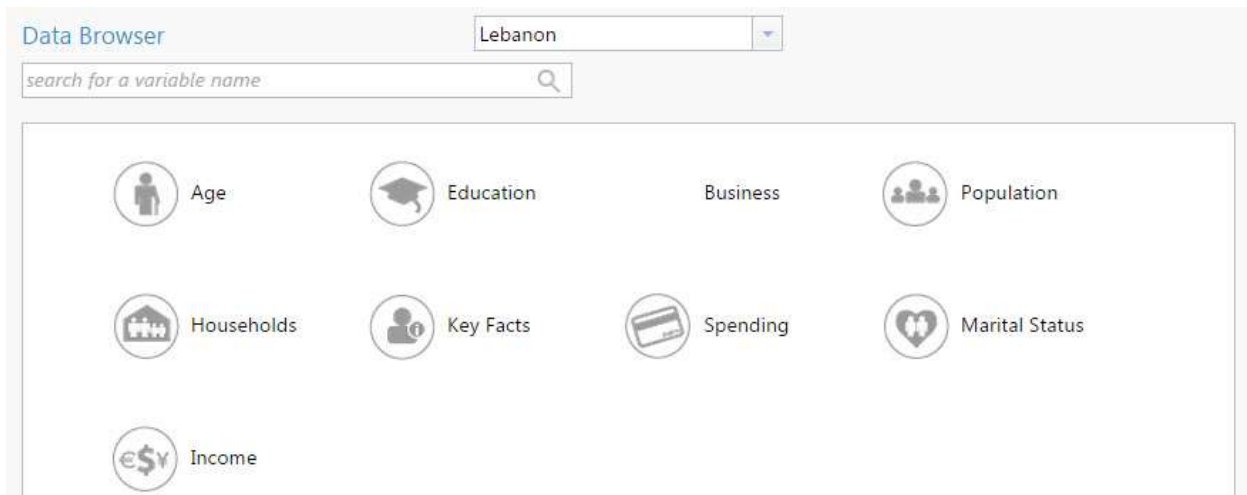 Data Browser Lebanon
search for a variable name
Age Education Business Population
Households Key Facts Spending Marital Status
€$¥ Income